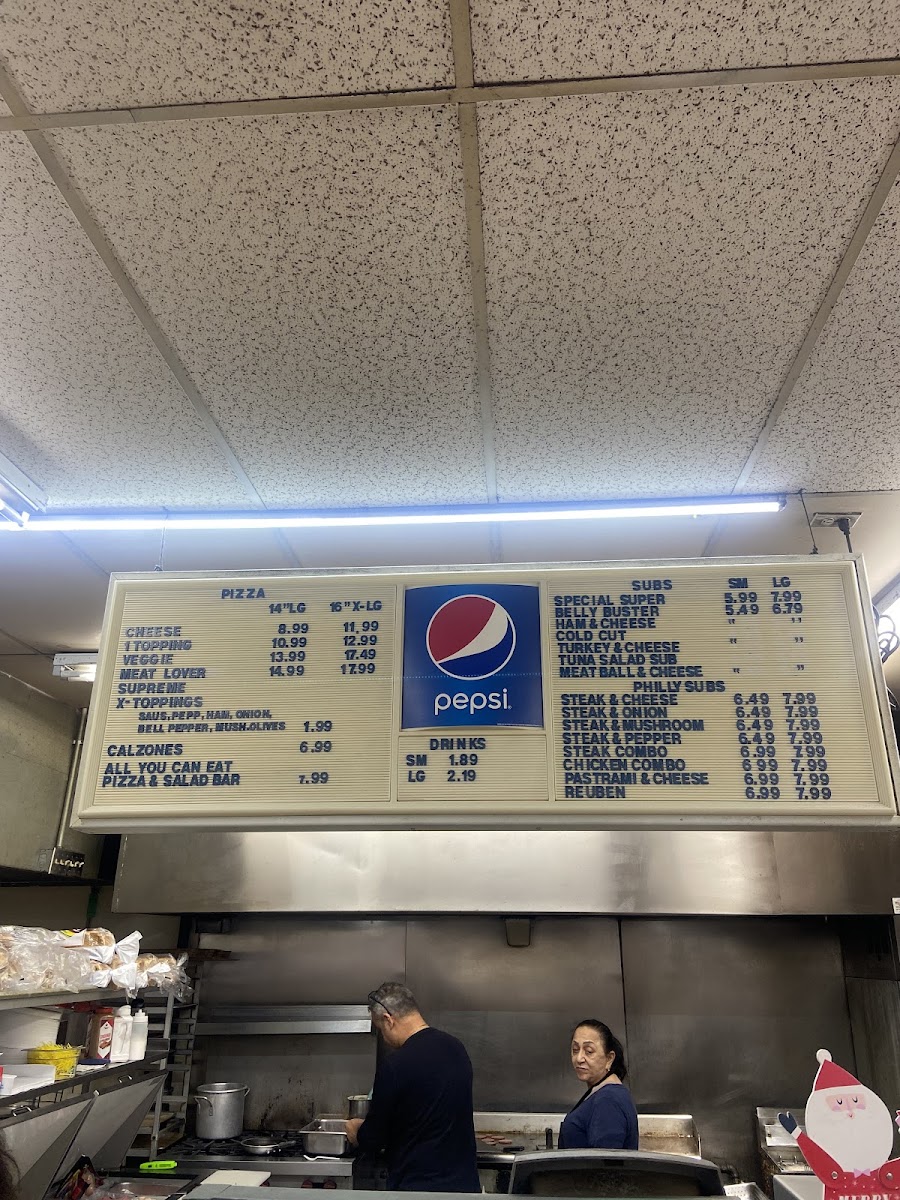 PIZZA
14"LG 16"X-LG
CHEESE 8.99 11.99
1 TOPPING 10.99 12.99
VEGGIE 13.99 17.49
MEAT LOVER 14.99 17.99
SUPREME
X-TOPPINGS
SAUS, PEPP, HAM, ONION,
BELL PEPPER, MUSH. OLIVES 1.99
CALZONES 6.99
ALL YOU CAN EAT
PIZZA & SALAD BAR 7.99
pepsi
DRINKS
SM 1.89
LG 2.19
SUBS SM LG
SPECIAL SUPER 5.99 7.99
BELLY BUSTER 5.49 6.79
HAM & CHEESE " "
COLD CUT
TURKEY & CHEESE " "
TUNA SALAD SUB
MEAT BALL & CHEESE " "
PHILLY SUBS
STEAK & CHEESE 6.49 7.99
STEAK & ONION 6.49 7.99
STEAK & MUSHROOM 6.49 7.99
STEAK & PEPPER 6.49 7.99
STEAK COMBO 6.99 7.99
CHICKEN COMBO 6 99 7.99
PASTRAMI & CHEESE 6.99 7.99
REUBEN 6.99 7.99
MERRY